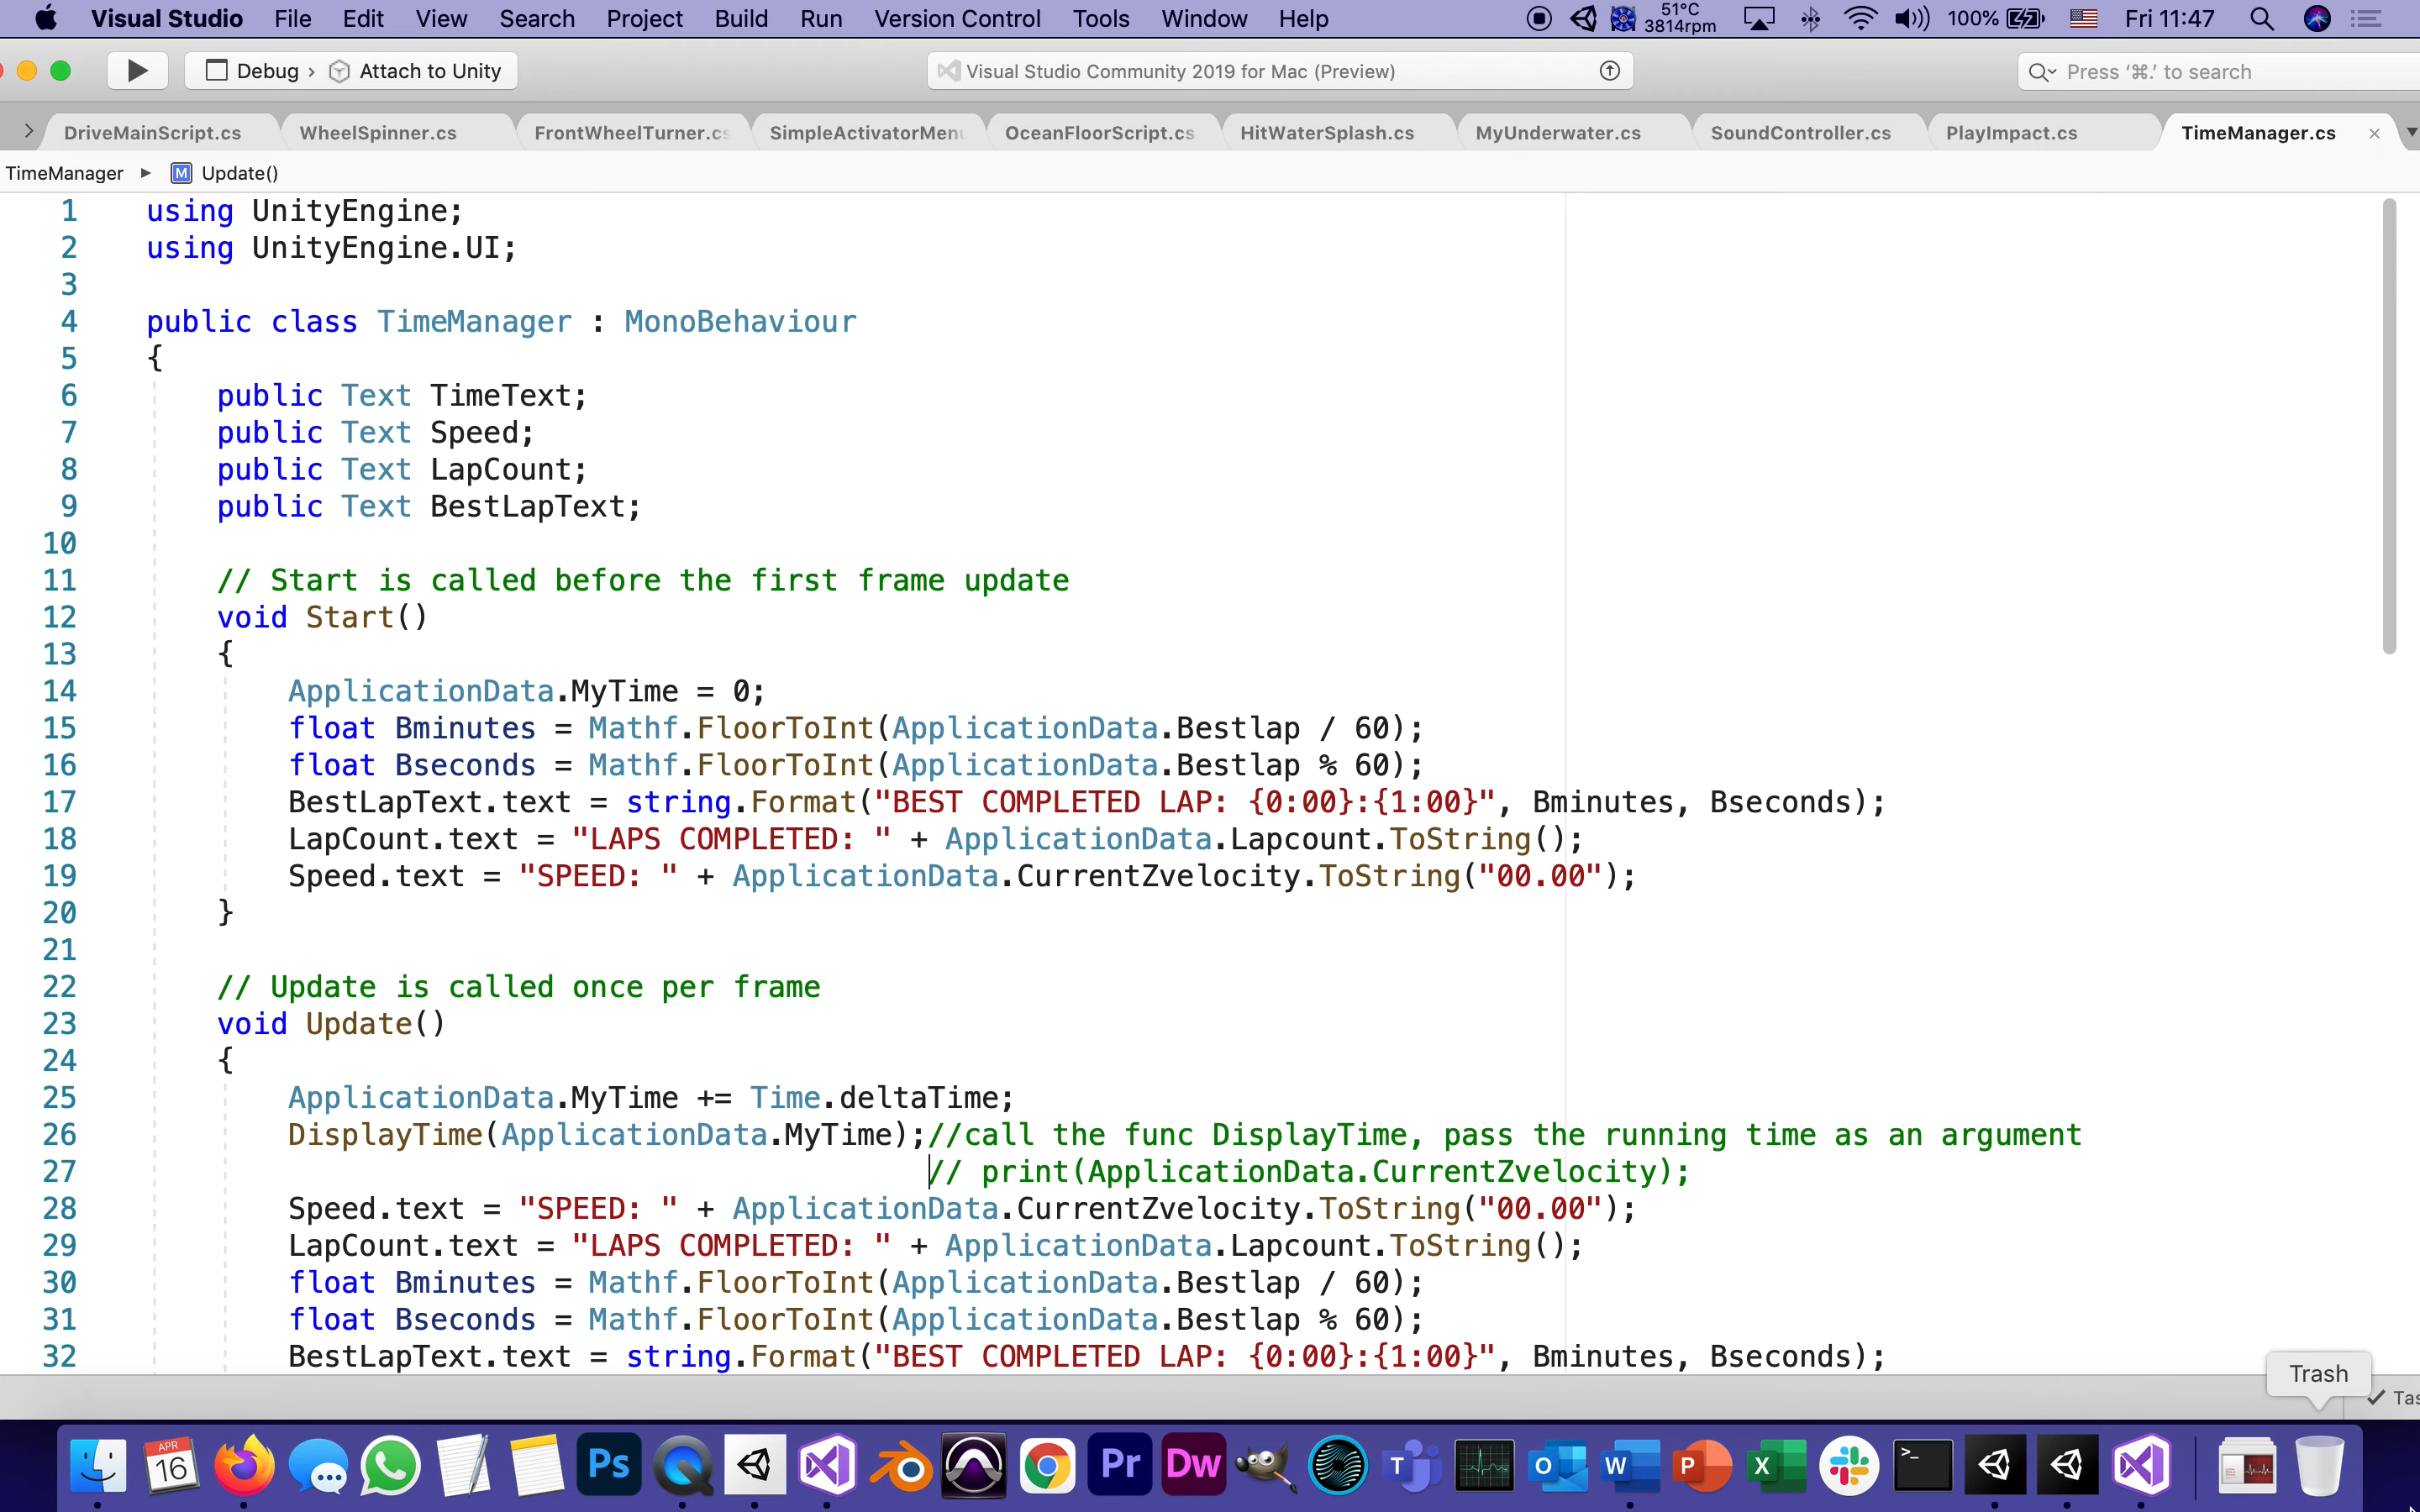 Visual Studio File Edit View Search Project Build Run Version Control Tools Window Help 51°C 3814rpm 100% Fri 11:47
Debug › Attach to Unity Visual Studio Community 2019 for Mac (Preview) Press ‘⌘.’ to search
DriveMainScript.cs WheelSpinner.cs FrontWheelTurner.cs SimpleActivatorMenu OceanFloorScript.cs HitWaterSplash.cs MyUnderwater.cs SoundController.cs PlayImpact.cs TimeManager.cs
TimeManager M Update()
1 using UnityEngine;
2 using UnityEngine.UI;
3
4 public class TimeManager : MonoBehaviour
5 {
6 public Text TimeText;
7 public Text Speed;
8 public Text LapCount;
9 public Text BestLapText;
10
11 // Start is called before the first frame update
12 void Start()
13 {
14 ApplicationData.MyTime = 0;
15 float Bminutes = Mathf.FloorToInt(ApplicationData.Bestlap / 60);
16 float Bseconds = Mathf.FloorToInt(ApplicationData.Bestlap % 60);
17 BestLapText.text = string.Format("BEST COMPLETED LAP: {0:00}:{1:00}", Bminutes, Bseconds);
18 LapCount.text = "LAPS COMPLETED: " + ApplicationData.Lapcount.ToString();
19 Speed.text = "SPEED: " + ApplicationData.CurrentZvelocity.ToString("00.00");
20 }
21
22 // Update is called once per frame
23 void Update()
24 {
25 ApplicationData.MyTime += Time.deltaTime;
26 DisplayTime(ApplicationData.MyTime);//call the func DisplayTime, pass the running time as an argument
27 // print(ApplicationData.CurrentZvelocity);
28 Speed.text = "SPEED: " + ApplicationData.CurrentZvelocity.ToString("00.00");
29 LapCount.text = "LAPS COMPLETED: " + ApplicationData.Lapcount.ToString();
30 float Bminutes = Mathf.FloorToInt(ApplicationData.Bestlap / 60);
31 float Bseconds = Mathf.FloorToInt(ApplicationData.Bestlap % 60);
32 BestLapText.text = string.Format("BEST COMPLETED LAP: {0:00}:{1:00}", Bminutes, Bseconds);
Trash
Tas
APR 16 Ps Pr Dw T O W P X >_